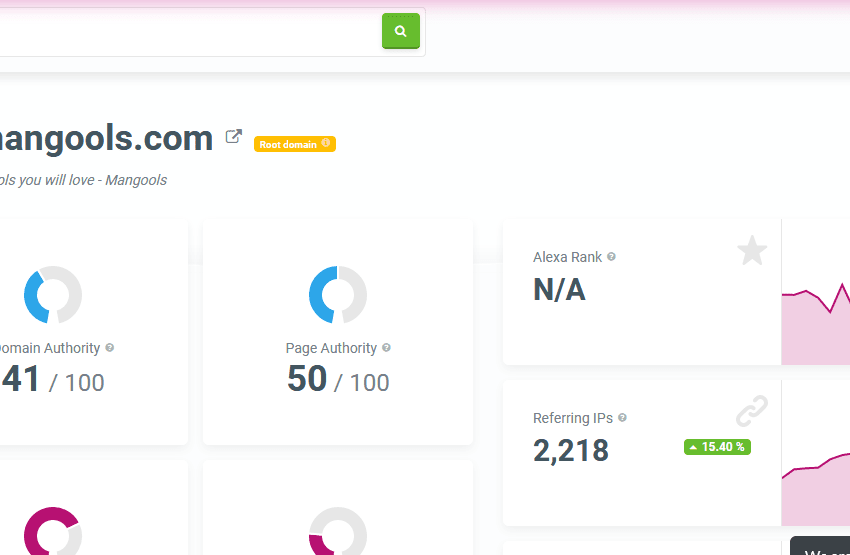 mangools.com
Root domain
ols you will love - Mangools
Domain Authority
41 / 100
Page Authority
50 / 100
Alexa Rank
N/A
Referring IPs
2,218
15.40 %